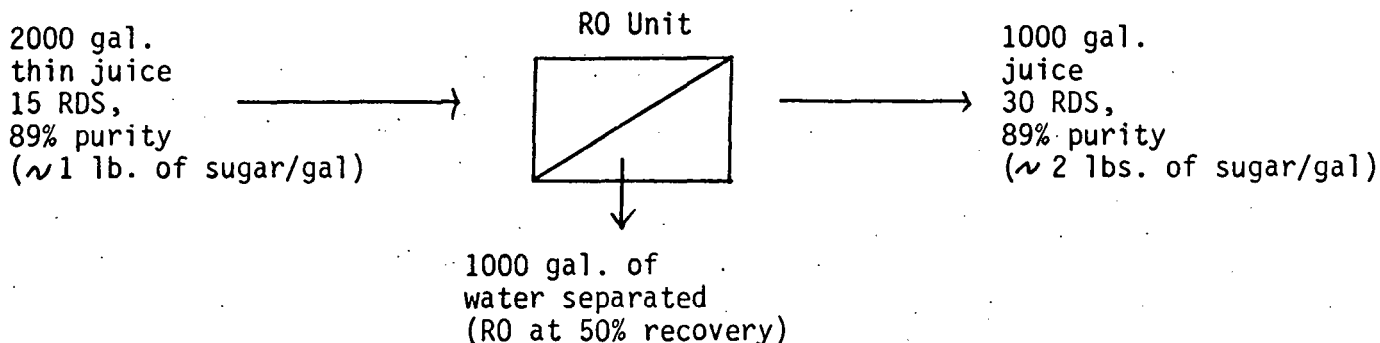 2000 gal.
thin juice
15 RDS,
89% purity
(~1 lb. of sugar/gal)
RO Unit
1000 gal.
juice
30 RDS,
89% purity
(~ 2 lbs. of sugar/gal)
1000 gal. of
water separated
(RO at 50% recovery)